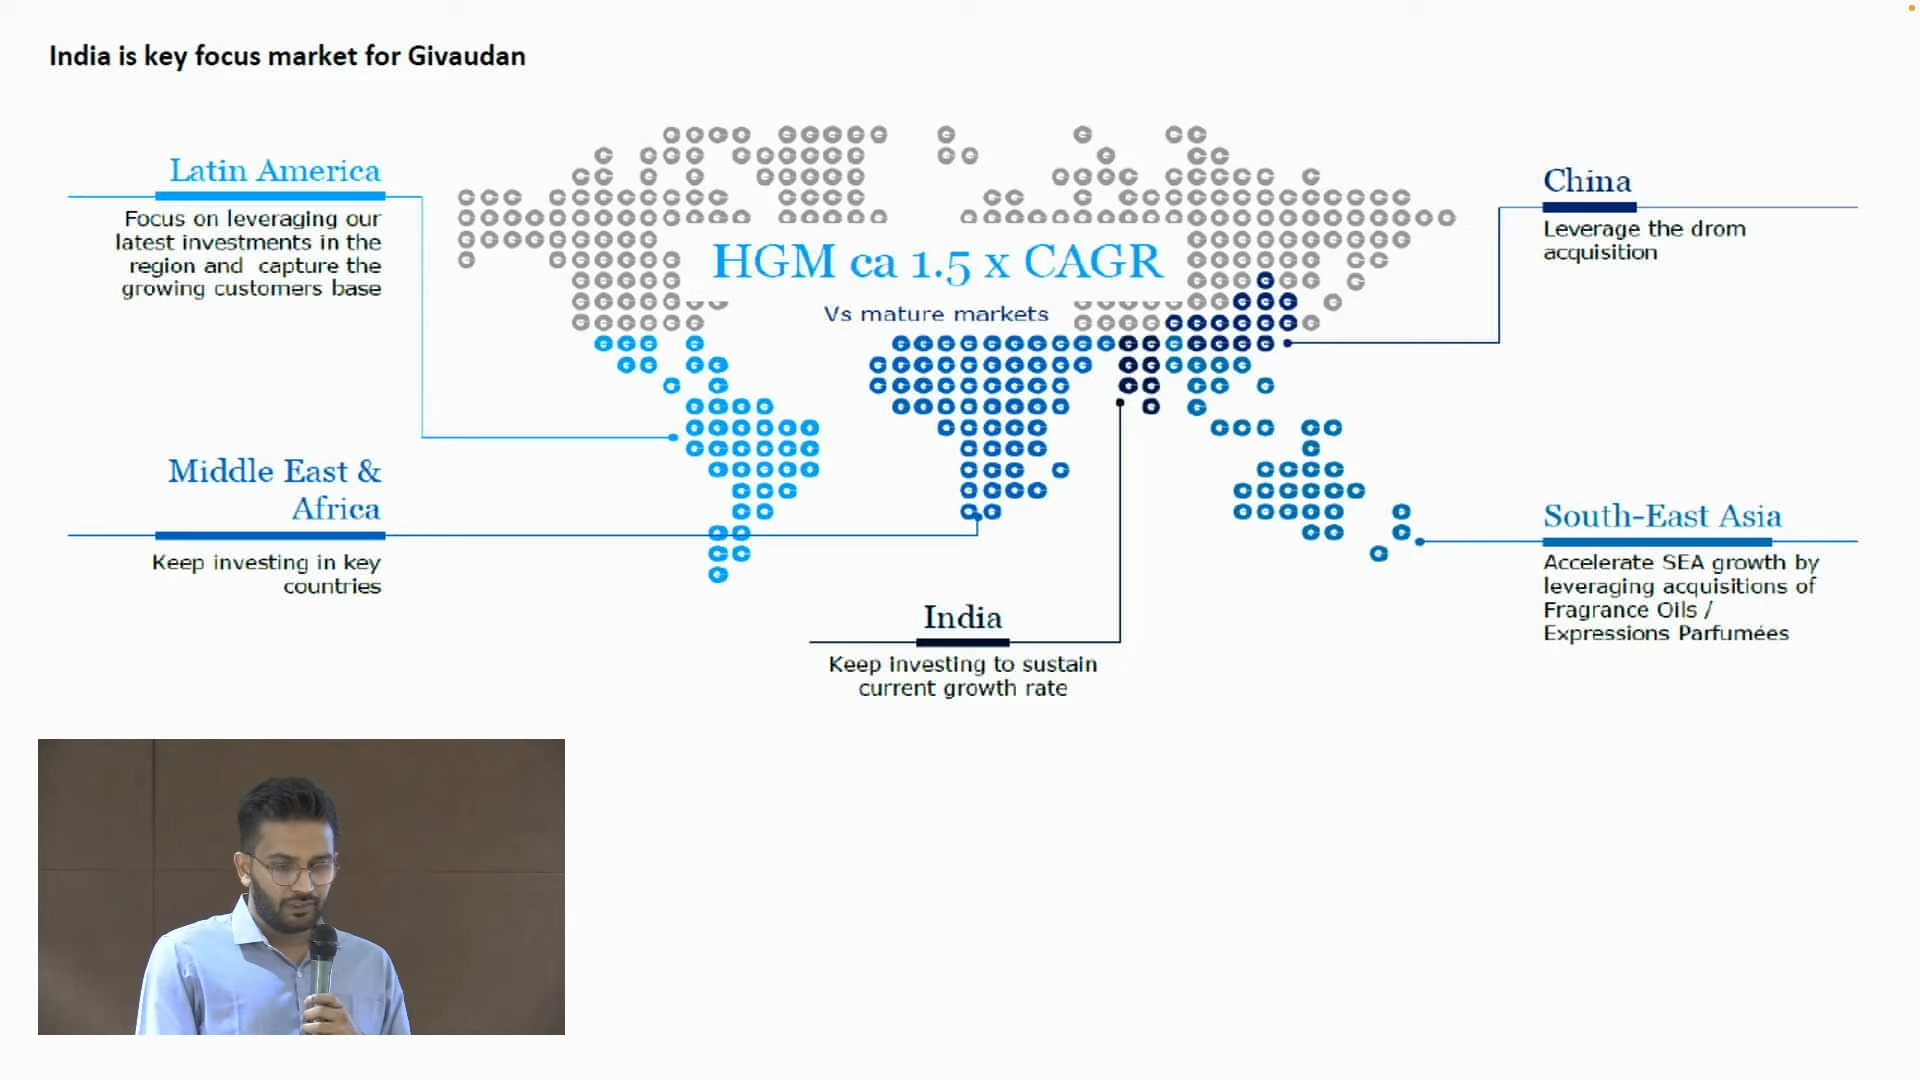 India is key focus market for Givaudan
Latin America
Focus on leveraging our
latest investments in the
region and capture the
growing customers base
HGM ca 1.5 x CAGR
Vs mature markets
China
Leverage the drom
acquisition
Middle East &
Africa
Keep investing in key
countries
India
Keep investing to sustain
current growth rate
South-East Asia
Accelerate SEA growth by
leveraging acquisitions of
Fragrance Oils /
Expressions Parfumées